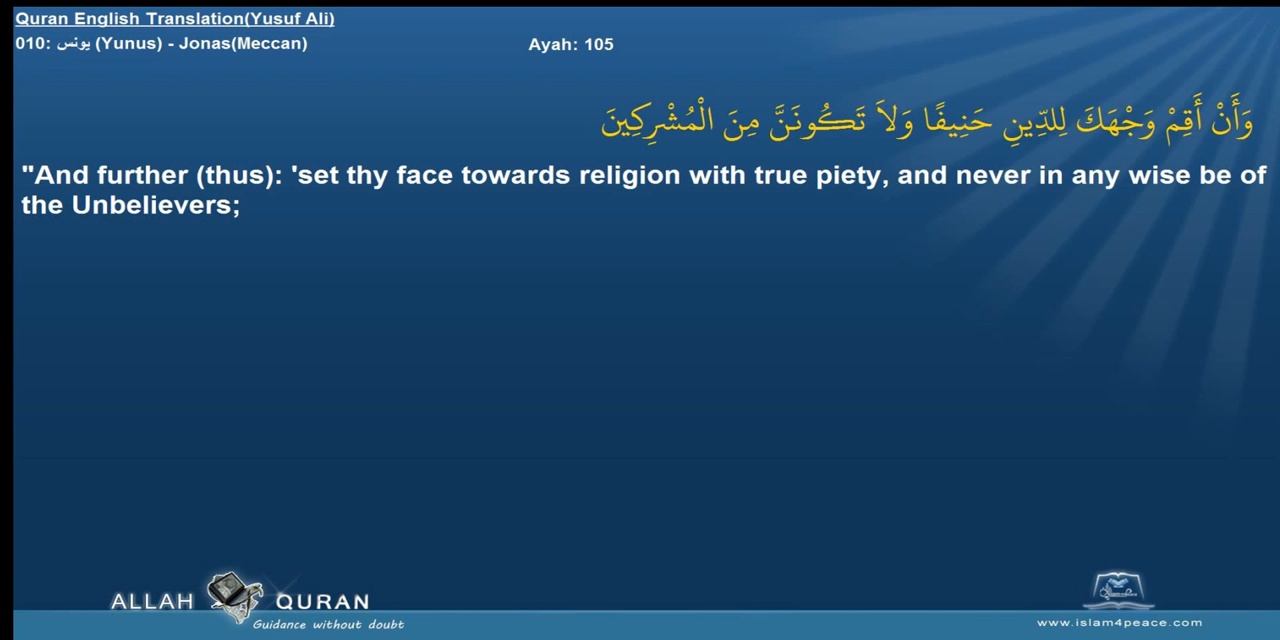 Quran English Translation(Yusuf Ali)
010: يونس (Yunus) - Jonas(Meccan)
Ayah: 105
وَأَنْ أَقِمْ وَجْهَكَ لِلدِّينِ حَنِيفًا وَلاَ تَكُونَنَّ مِنَ الْمُشْرِكِينَ
"And further (thus): 'set thy face towards religion with true piety, and never in any wise be of
the Unbelievers;
ALLAH QURAN
Guidance without doubt
www.islam4peace.com